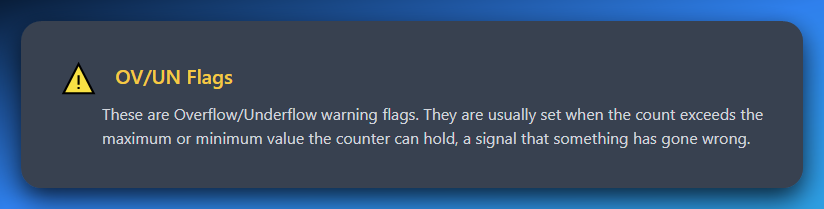 OV/UN Flags
These are Overflow/Underflow warning flags. They are usually set when the count exceeds the
maximum or minimum value the counter can hold, a signal that something has gone wrong.